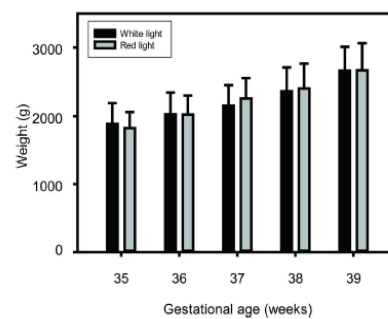 White light
Red light
3000
2000
1000
0
Weight (g)
35 36 37 38 39
Gestational age (weeks)